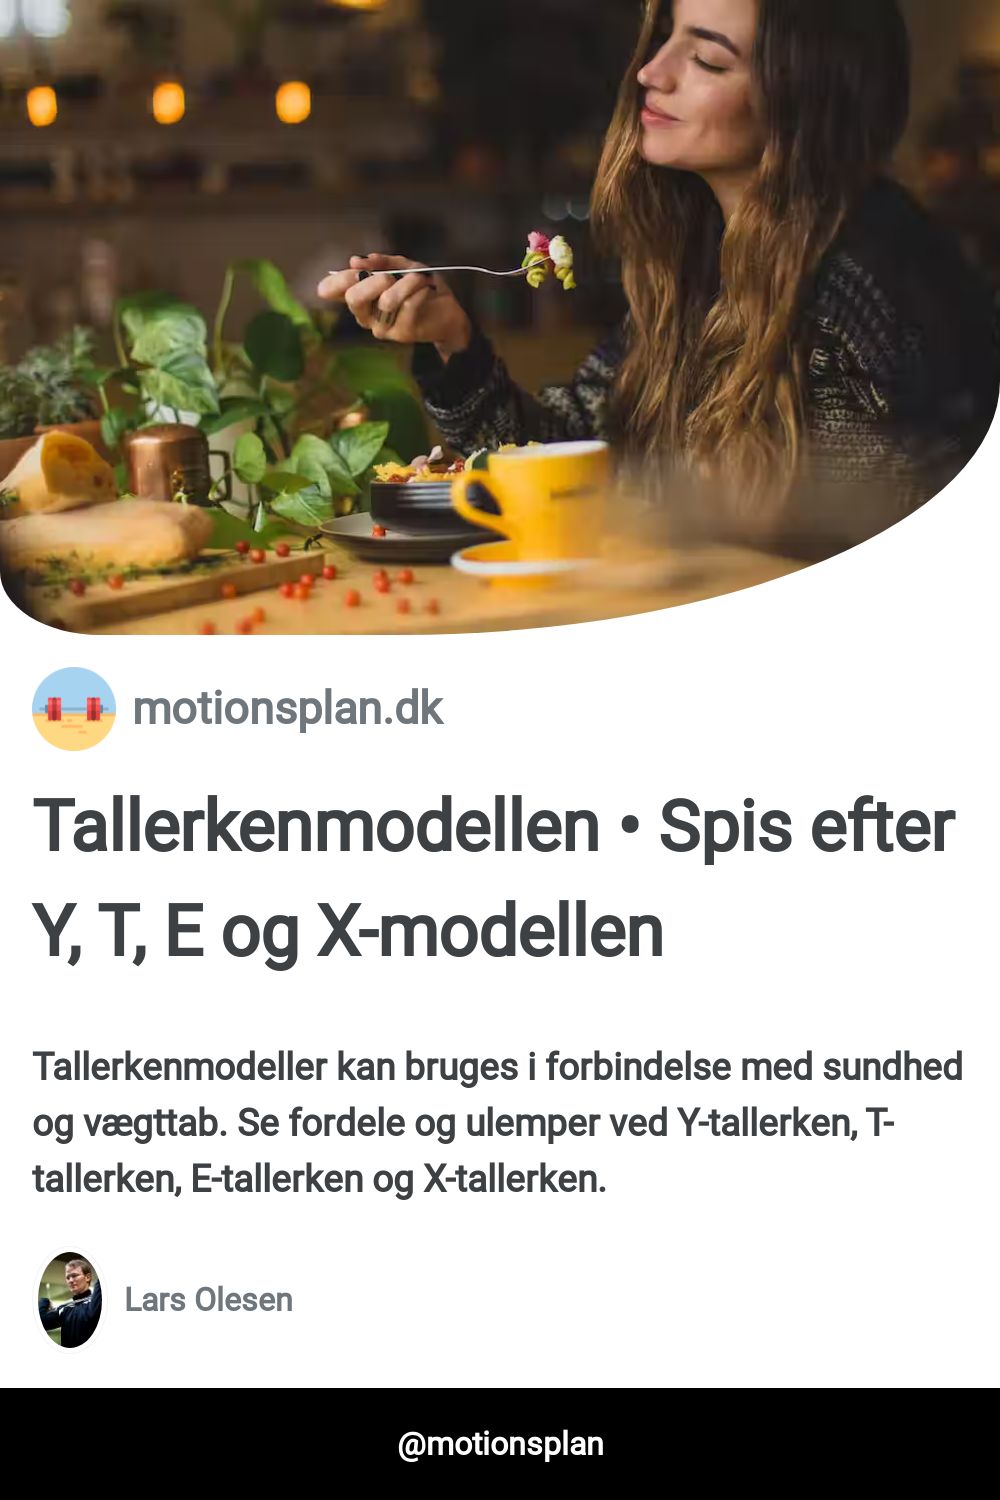 motionsplan.dk
Tallerkenmodellen • Spis efter
Y, T, E og X-modellen
Tallerkenmodeller kan bruges i forbindelse med sundhed
og vægttab. Se fordele og ulemper ved Y-tallerken, T-
tallerken, E-tallerken og X-tallerken.
Lars Olesen
@motionsplan